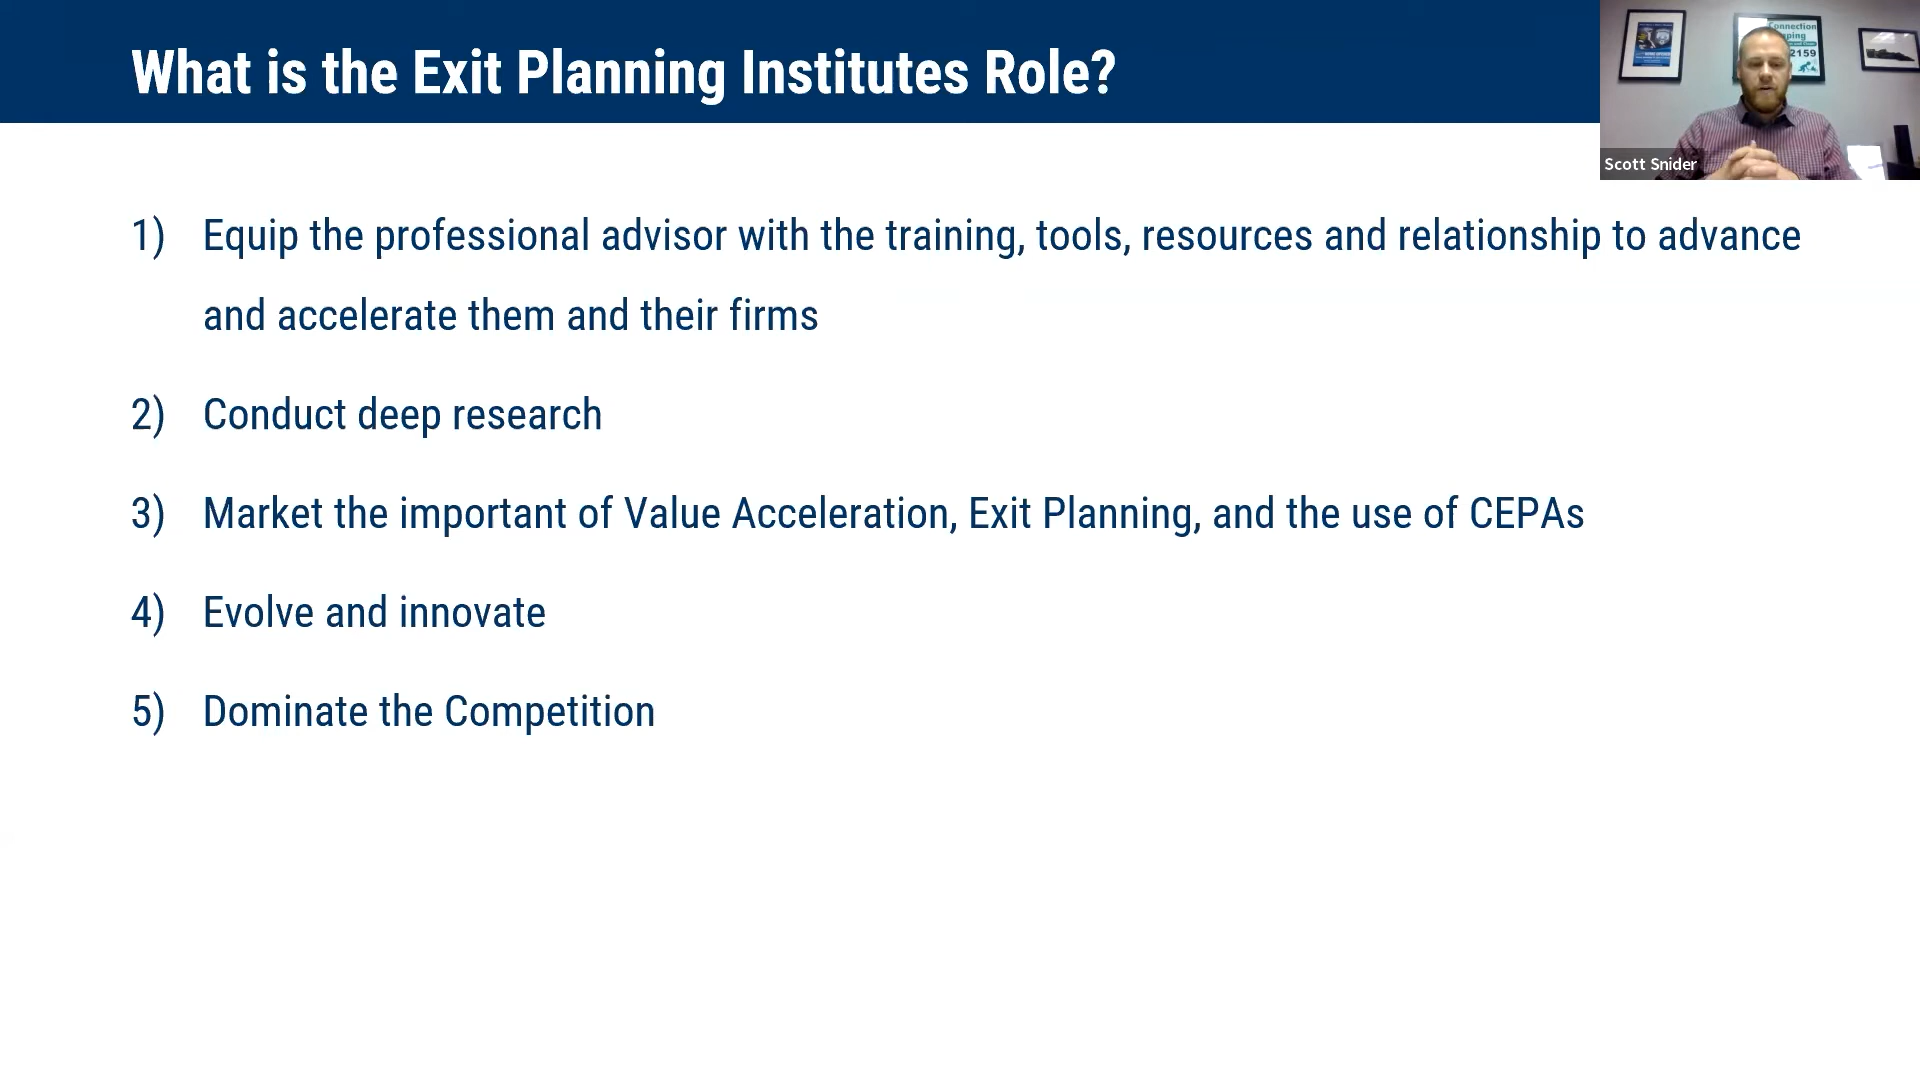 What is the Exit Planning Institutes Role?
Connection
2159
Scott Snider
1) Equip the professional advisor with the training, tools, resources and relationship to advance
and accelerate them and their firms
2) Conduct deep research
3) Market the important of Value Acceleration, Exit Planning, and the use of CEPAs
4) Evolve and innovate
5) Dominate the Competition